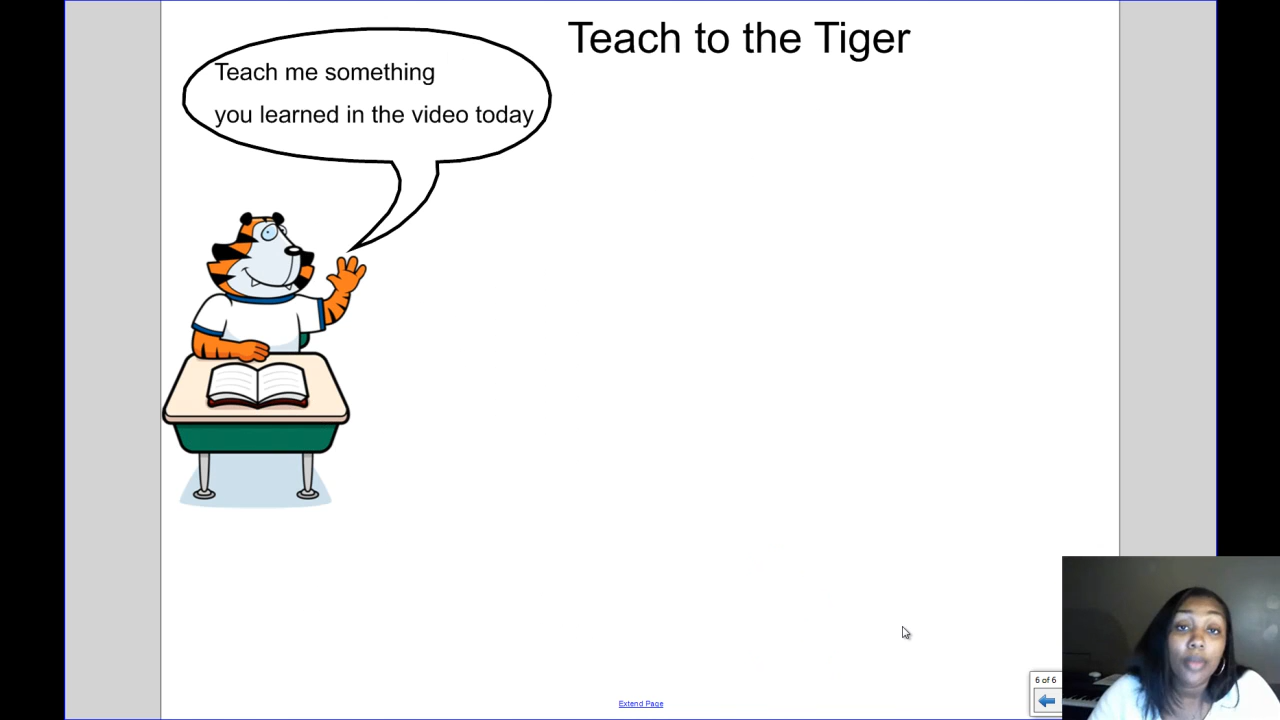 Teach to the Tiger
Teach me something
you learned in the video today
6 of 6
Extend Page